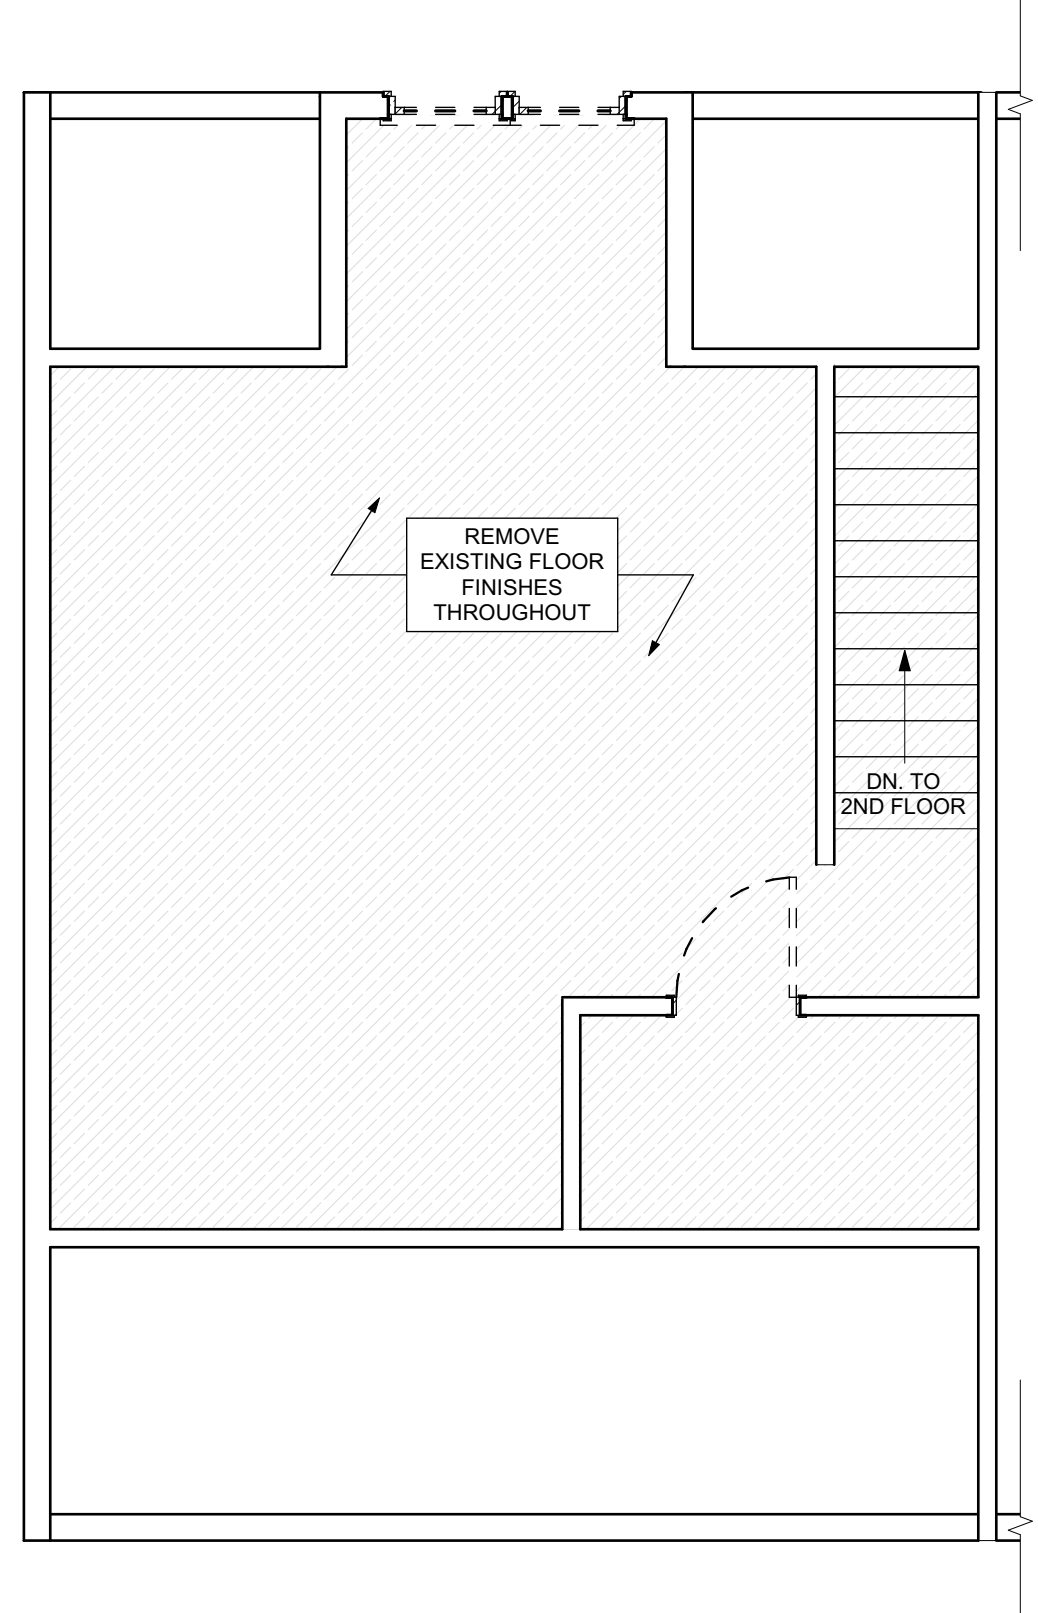 REMOVE
EXISTING FLOOR
FINISHES
THROUGHOUT
DN. TO
2ND FLOOR